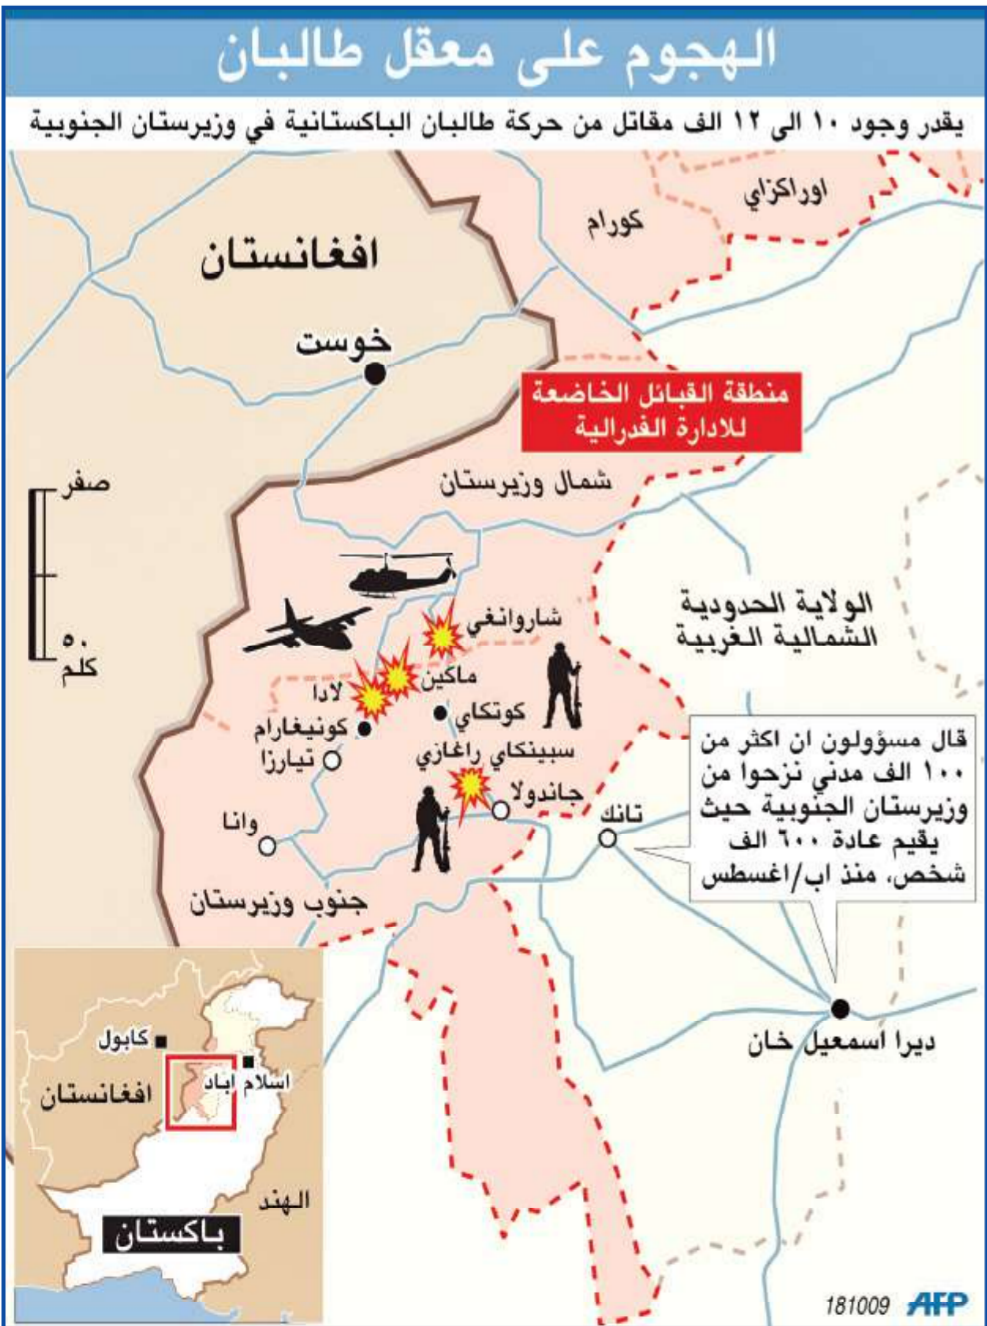 الهجوم على معقل طالبان
يقدر وجود ١٠ الى ١٢ الف مقاتل من حركة طالبان الباكستانية في وزيرستان الجنوبية
اوراكزاي
كورام
افغانستان
خوست
منطقة القبائل الخاضعة
للادارة الفدرالية
شمال وزيرستان
صفر
٥٠
كلم
الولاية الحدودية
الشمالية الغربية
شاروانغي
ماكين
لادا
كوتكاي
كونيغارام
تيارزا
سبينكاي راغازي
جاندولا
وانا
تانك
جنوب وزيرستان
قال مسؤولون ان اكثر من
١٠٠ الف مدني نزحوا من
وزيرستان الجنوبية حيث
يقيم عادة ٦٠٠ الف
شخص، منذ اب/اغسطس
ديرا اسمعيل خان
كابول
اسلام اباد
افغانستان
الهند
باكستان
181009 AFP